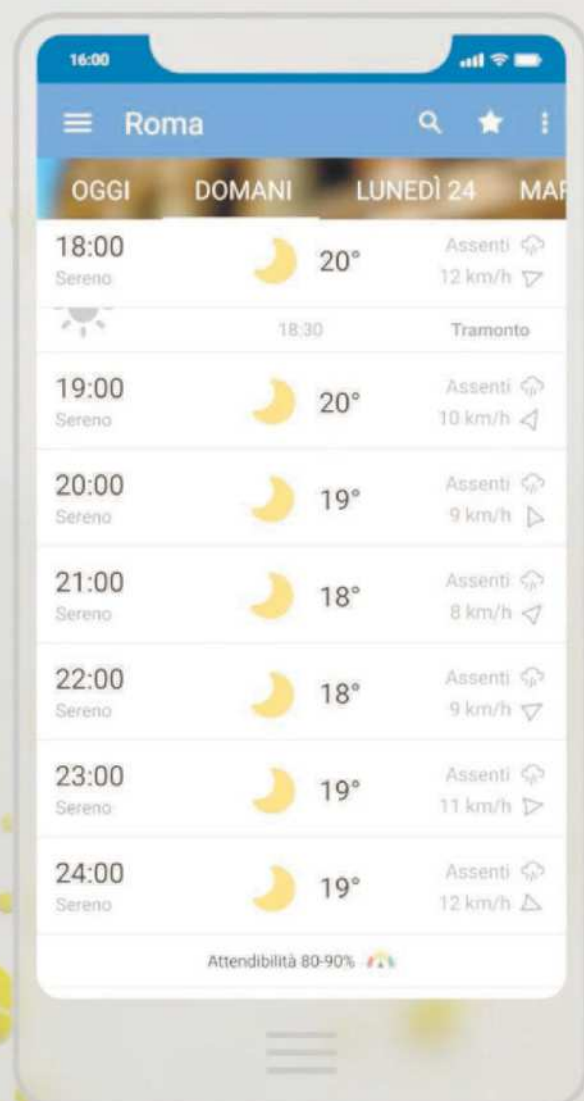 16:00
Roma
OGGI DOMANI LUNEDÌ 24 MAR
18:00 20° Assenti
Sereno 12 km/h
18:30 Tramonto
19:00 20° Assenti
Sereno 10 km/h
20:00 19° Assenti
Sereno 9 km/h
21:00 18° Assenti
Sereno 8 km/h
22:00 18° Assenti
Sereno 9 km/h
23:00 19° Assenti
Sereno 11 km/h
24:00 19° Assenti
Sereno 12 km/h
Attendibilità 80-90%